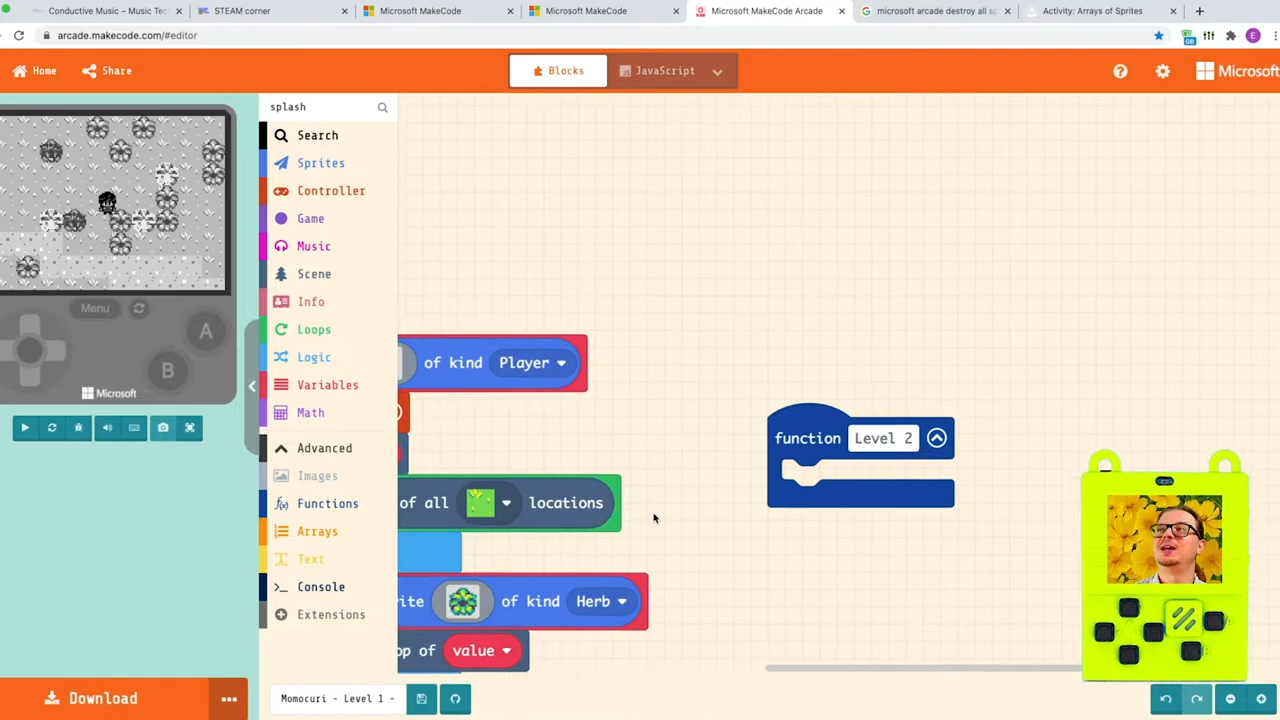 Conductive Music – Music Tec
STEAM corner
Microsoft MakeCode
Microsoft MakeCode
Microsoft MakeCode Arcade
microsoft arcade destroy all sp
Activity: Arrays of Sprites
arcade.makecode.com/#editor
E
Home
Share
Blocks
JavaScript
Microsoft
splash
Search
Sprites
Controller
Game
Music
Scene
Info
Loops
Logic
Variables
Math
Advanced
Images
Functions
Arrays
Text
Console
Extensions
Menu
A
B
Microsoft
of kind Player
of all locations
ite of kind Herb
op of value
function Level 2
Download
Momocuri - Level 1 -